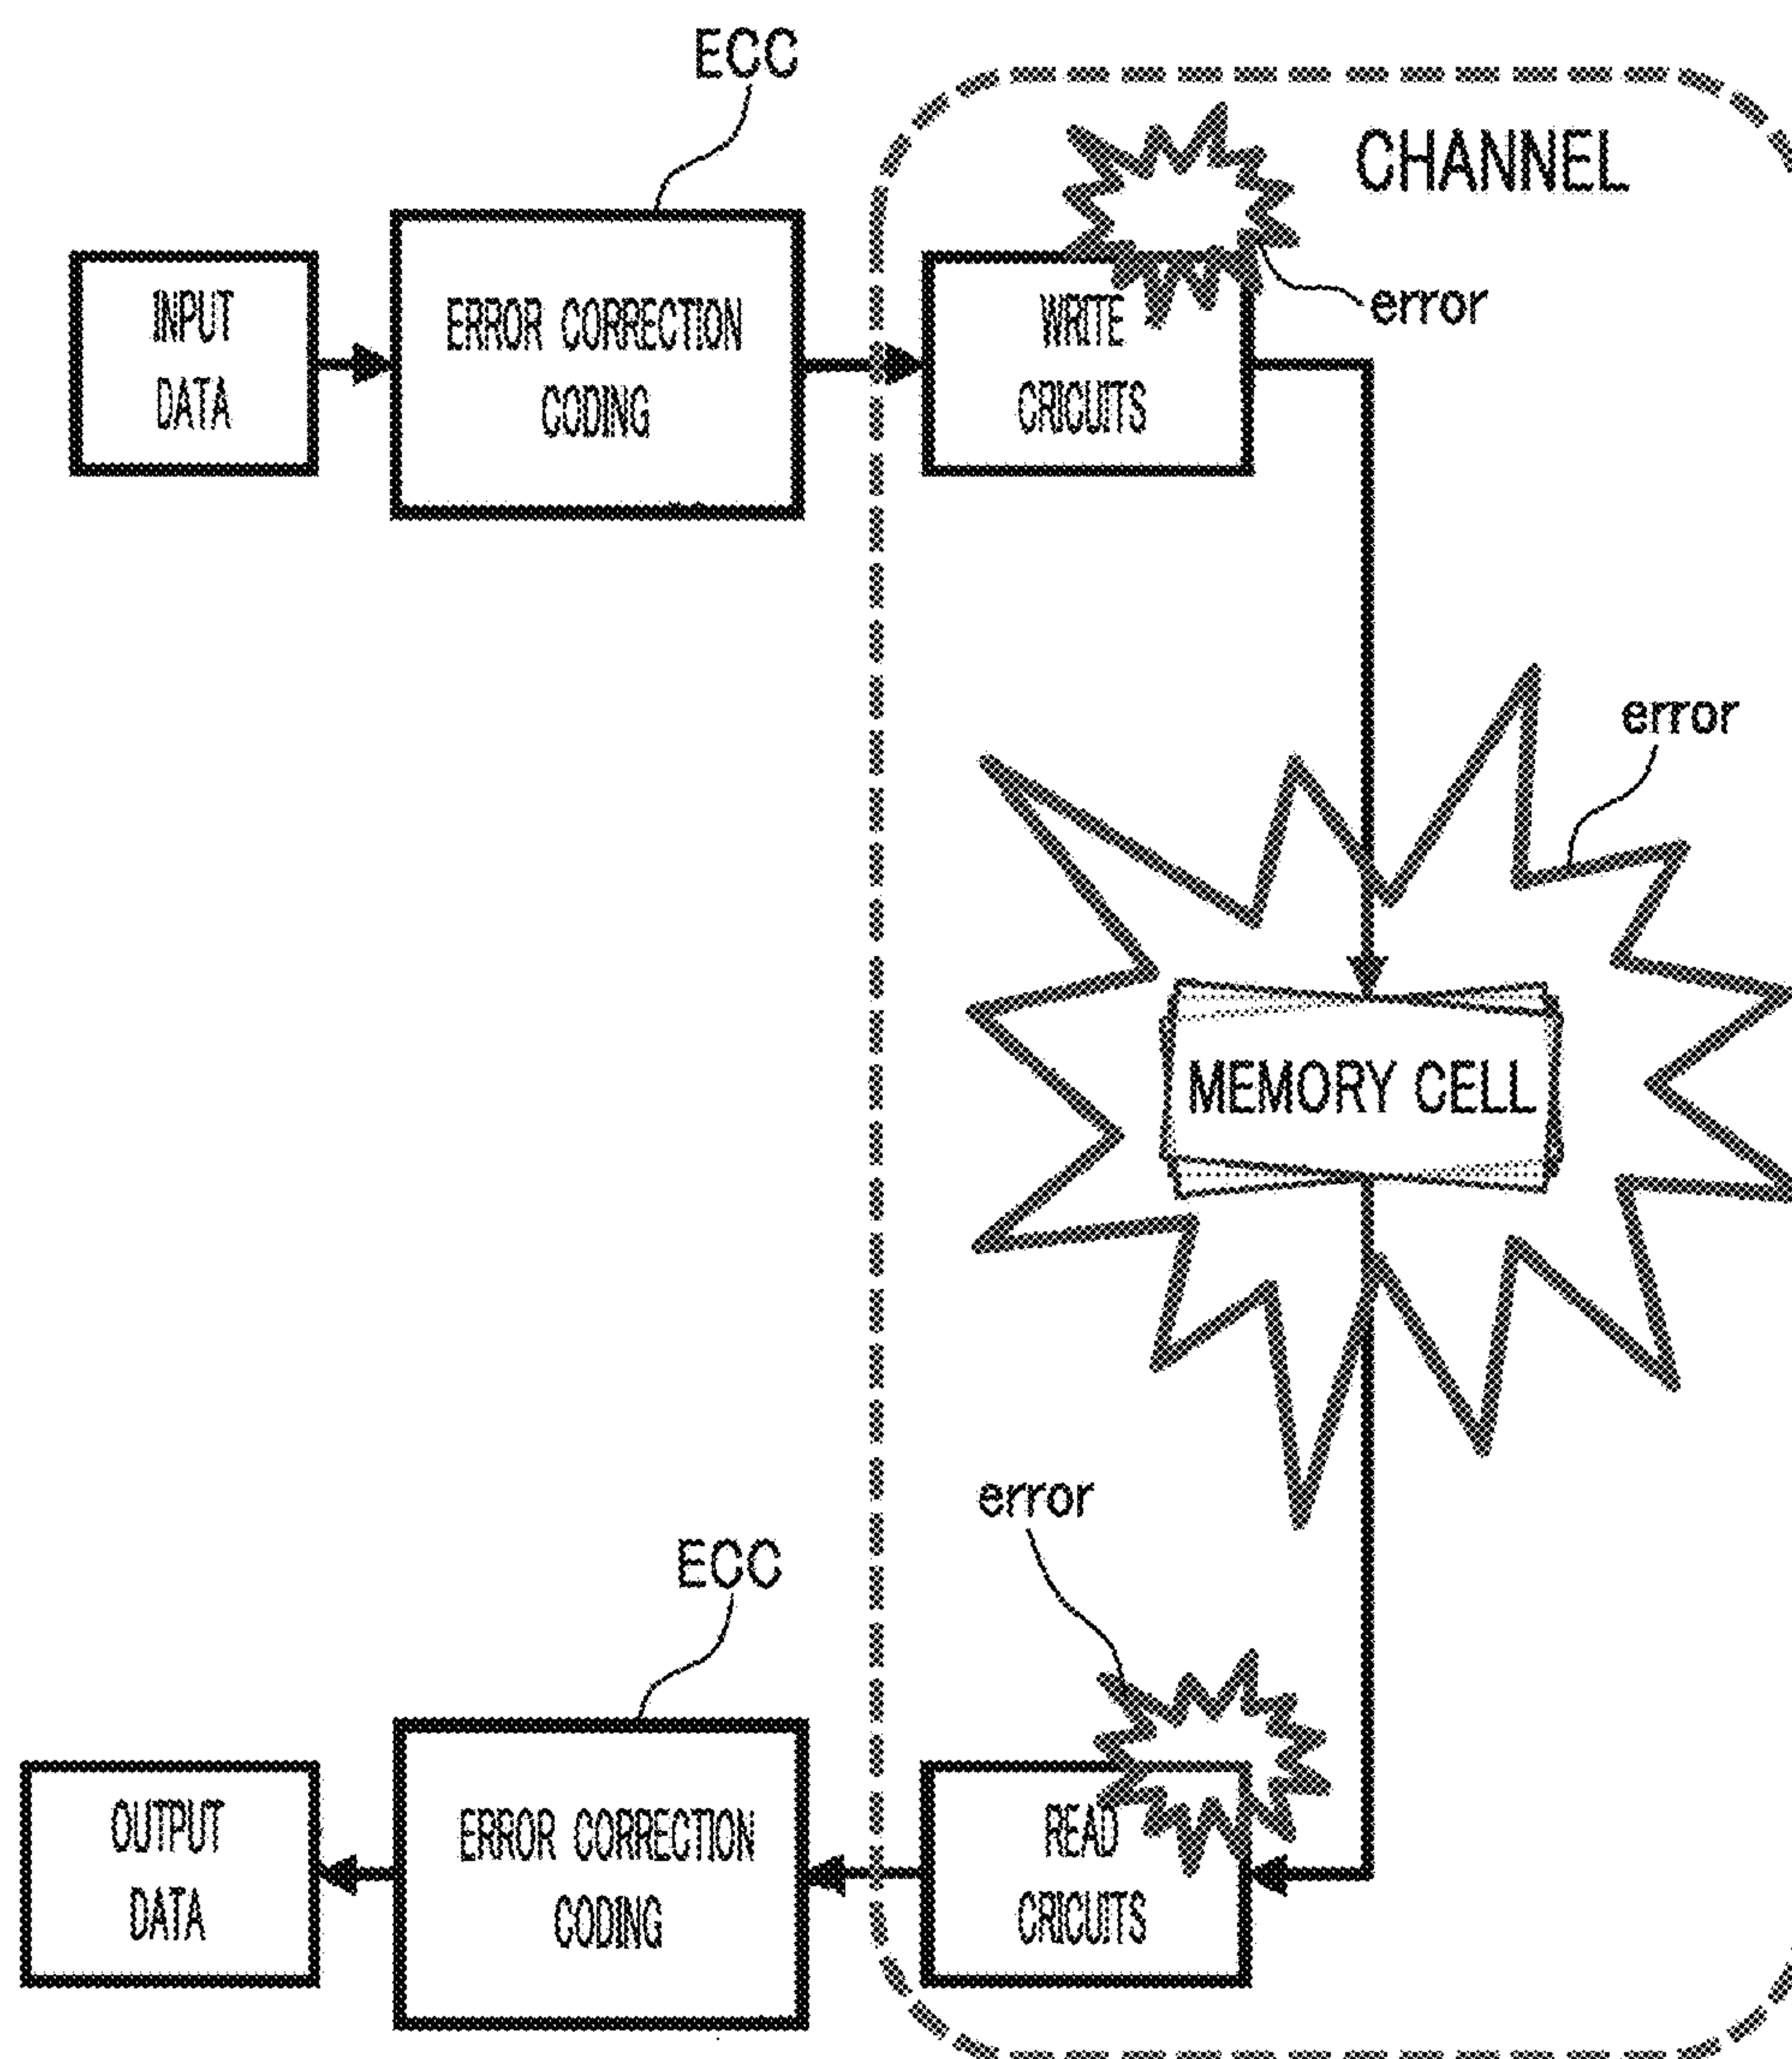 ECC
CHANNEL
INPUT
DATA
ERROR CORRECTION
CODING
WRITE
CRICUITS
error
error
MEMORY CELL
error
ECC
OUTPUT
DATA
ERROR CORRECTION
CODING
READ
CRICUITS